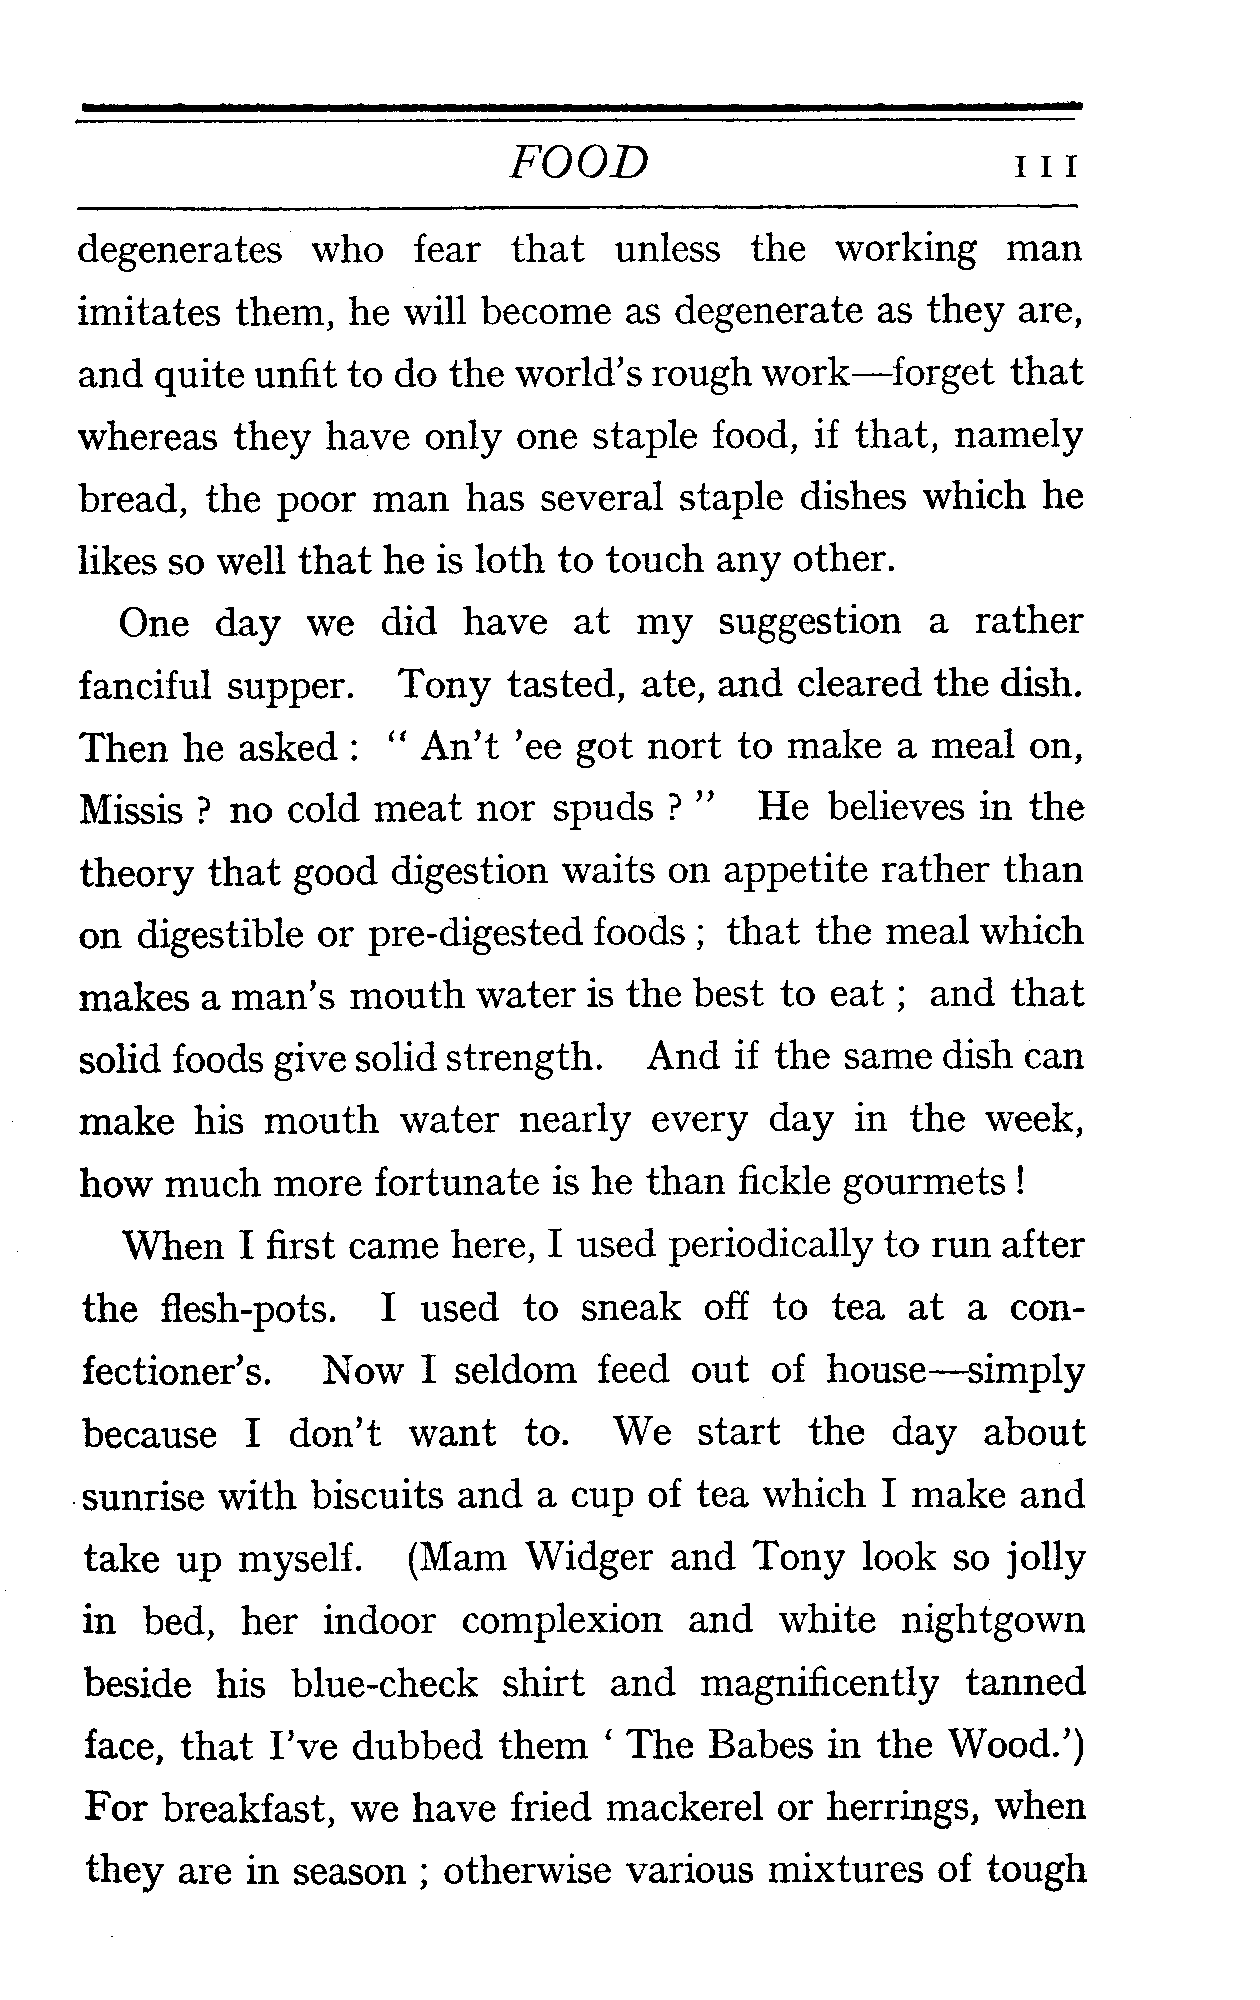 FOOD 111
degenerates who fear that unless the working man
imitates them, he will become as degenerate as they are,
and quite unfit to do the world's rough work—forget that
whereas they have only one staple food, if that, namely
bread, the poor man has several staple dishes which he
likes so well that he is loth to touch any other.
One day we did have at my suggestion a rather
fanciful supper. Tony tasted, ate, and cleared the dish.
Then he asked : “ An't 'ee got nort to make a meal on,
Missis ? no cold meat nor spuds ? ” He believes in the
theory that good digestion waits on appetite rather than
on digestible or pre-digested foods ; that the meal which
makes a man's mouth water is the best to eat ; and that
solid foods give solid strength. And if the same dish can
make his mouth water nearly every day in the week,
how much more fortunate is he than fickle gourmets !
When I first came here, I used periodically to run after
the flesh-pots. I used to sneak off to tea at a con-
fectioner's. Now I seldom feed out of house—simply
because I don't want to. We start the day about
sunrise with biscuits and a cup of tea which I make and
take up myself. (Mam Widger and Tony look so jolly
in bed, her indoor complexion and white nightgown
beside his blue-check shirt and magnificently tanned
face, that I've dubbed them ‘ The Babes in the Wood.’)
For breakfast, we have fried mackerel or herrings, when
they are in season ; otherwise various mixtures of tough